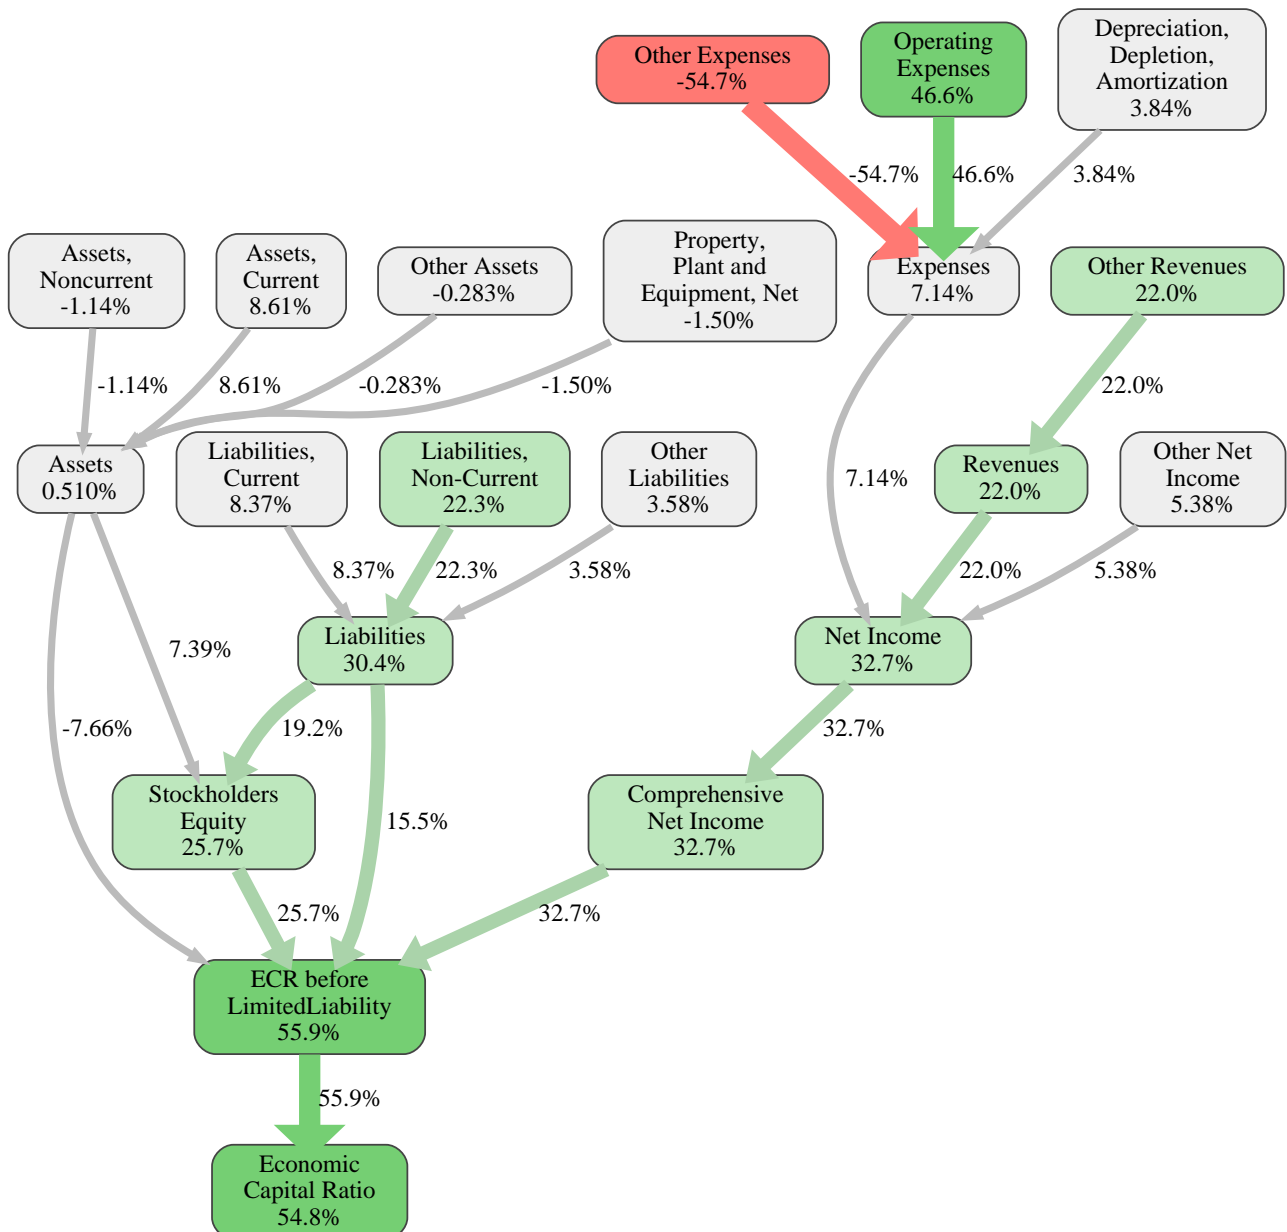 Other Expenses
-54.7%
Operating
Expenses
46.6%
Depreciation,
Depletion,
Amortization
3.84%
-54.7%
46.6%
3.84%
Assets,
Noncurrent
-1.14%
Assets,
Current
8.61%
Other Assets
-0.283%
Property,
Plant and
Equipment, Net
-1.50%
Expenses
7.14%
Other Revenues
22.0%
-1.14%
8.61%
-0.283%
-1.50%
22.0%
Assets
0.510%
Liabilities,
Current
8.37%
Liabilities,
Non-Current
22.3%
Other
Liabilities
3.58%
7.14%
Revenues
22.0%
Other Net
Income
5.38%
8.37%
22.3%
3.58%
22.0%
5.38%
7.39%
Liabilities
30.4%
Net Income
32.7%
-7.66%
19.2%
32.7%
Stockholders
Equity
25.7%
15.5%
Comprehensive
Net Income
32.7%
25.7%
32.7%
ECR before
LimitedLiability
55.9%
55.9%
Economic
Capital Ratio
54.8%